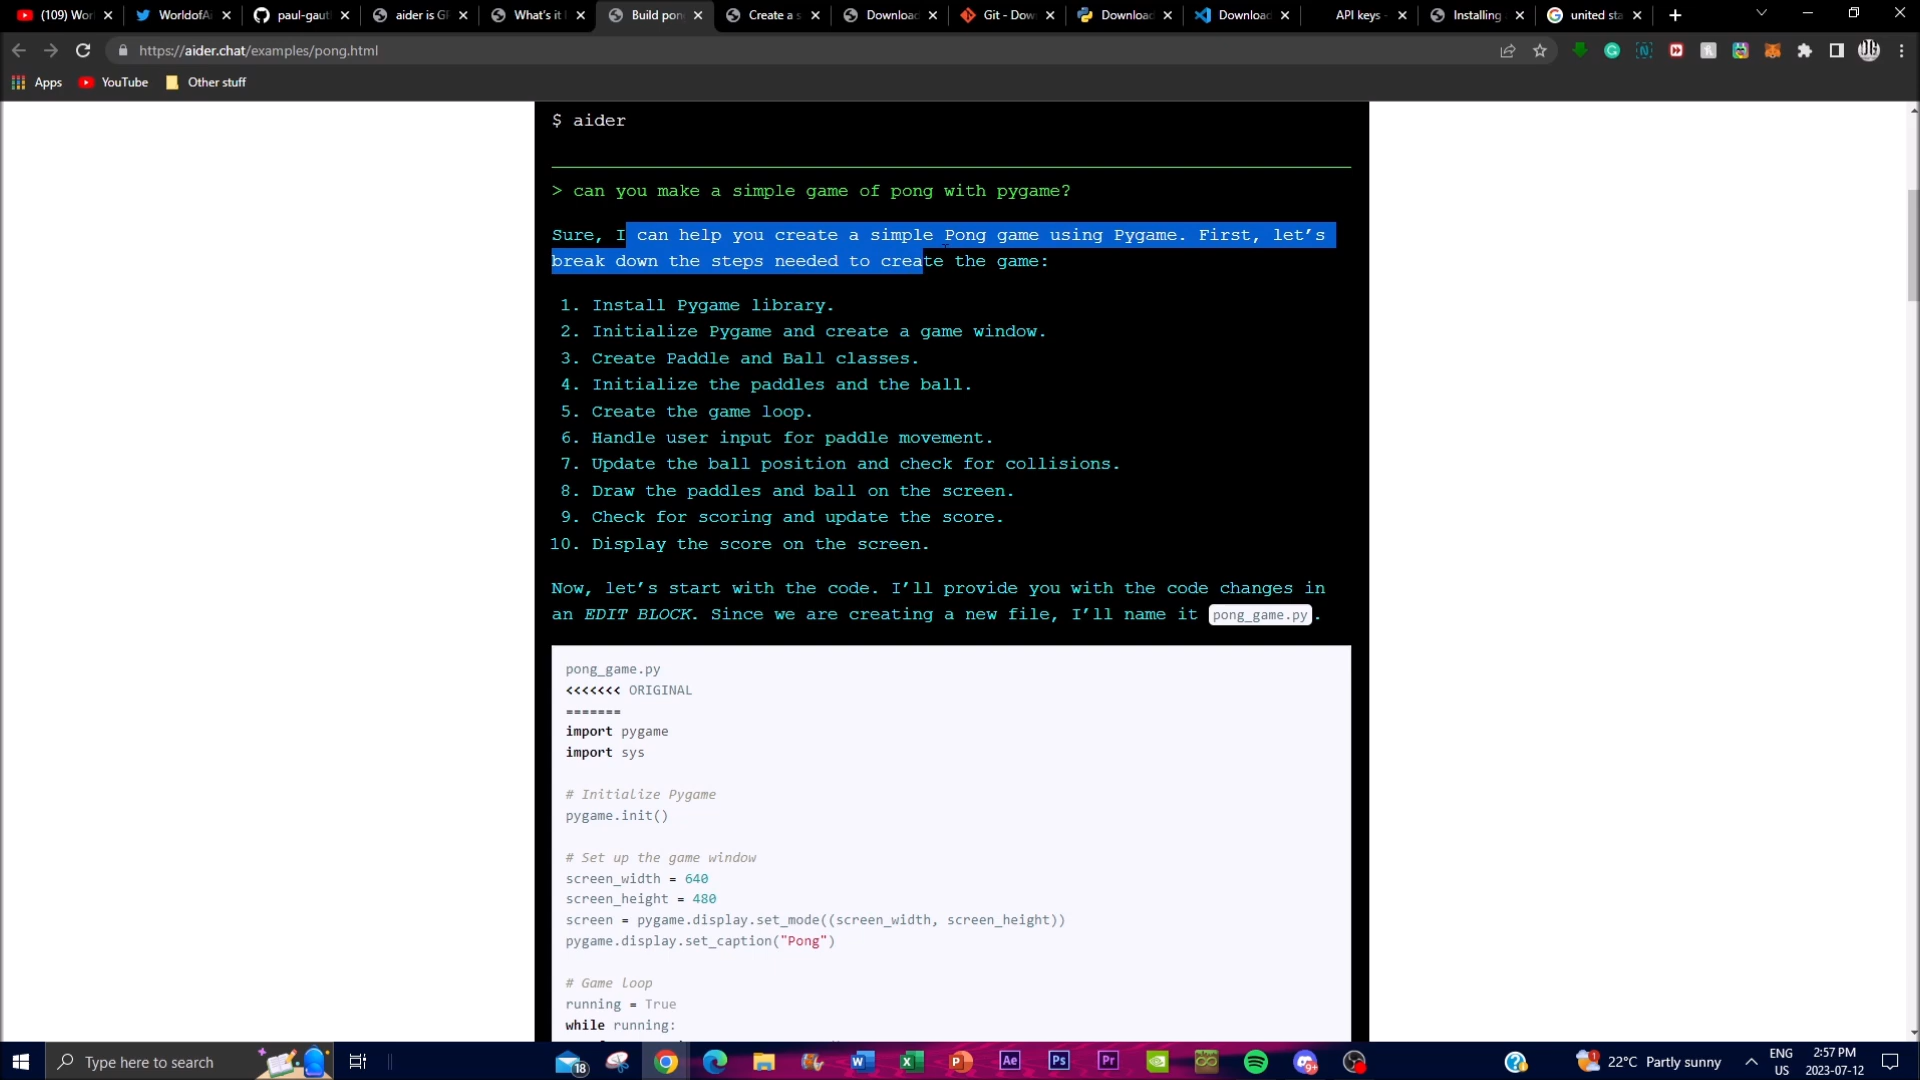 (109) Worl
WorldofAi
paul-gaut
aider is GP
What's it l
Build pon
Create a s
Download
Git - Dow
Download
Download
API keys -
Installing
united sta
https://aider.chat/examples/pong.html
Apps
YouTube
Other stuff
$ aider
> can you make a simple game of pong with pygame?
Sure, I can help you create a simple Pong game using Pygame. First, let’s
break down the steps needed to create the game:
1. Install Pygame library.
2. Initialize Pygame and create a game window.
3. Create Paddle and Ball classes.
4. Initialize the paddles and the ball.
5. Create the game loop.
6. Handle user input for paddle movement.
7. Update the ball position and check for collisions.
8. Draw the paddles and ball on the screen.
9. Check for scoring and update the score.
10. Display the score on the screen.
Now, let’s start with the code. I’ll provide you with the code changes in
an EDIT BLOCK. Since we are creating a new file, I’ll name it pong_game.py.
pong_game.py
<<<<<<< ORIGINAL
=======
import pygame
import sys
# Initialize Pygame
pygame.init()
# Set up the game window
screen_width = 640
screen_height = 480
screen = pygame.display.set_mode((screen_width, screen_height))
pygame.display.set_caption("Pong")
# Game loop
running = True
while running:
Type here to search
18
9+
22°C Partly sunny
ENG
US
2:57 PM
2023-07-12